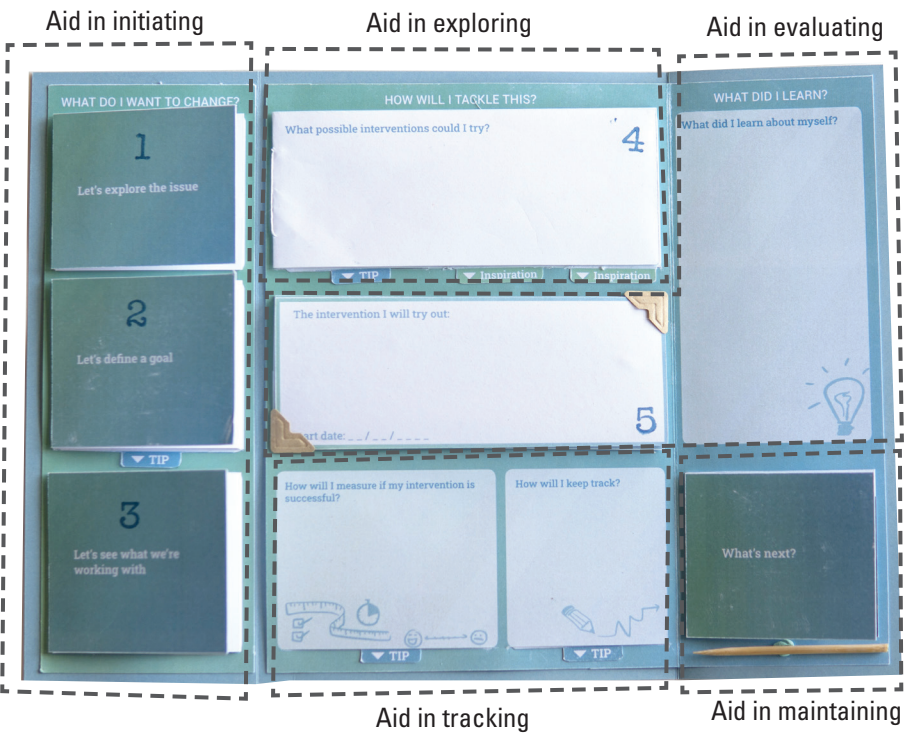 Aid in initiating
Aid in exploring
Aid in evaluating
WHAT DO I WANT TO CHANGE?
1
Let's explore the issue
2
Let's define a goal
TIP
3
Let's see what we're
working with
HOW WILL I TACKLE THIS?
What possible interventions could I try?
4
TIP
Inspiration
Inspiration
The intervention I will try out:
5
art date: _ _ / _ _ / _ _ _ _
How will I measure if my intervention is
successful?
TIP
How will I keep track?
TIP
WHAT DID I LEARN?
What did I learn about myself?
What's next?
Aid in tracking
Aid in maintaining